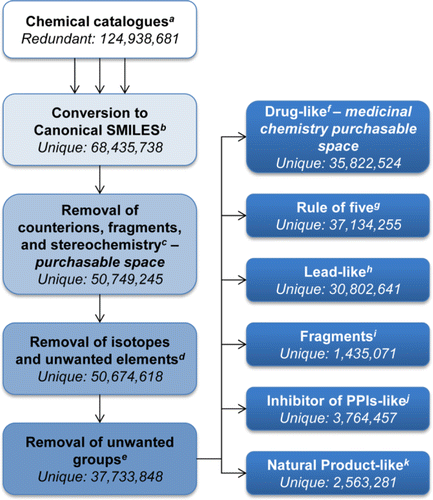 Chemical catalogues^a
Redundant: 124,938,681
Conversion to
Canonical SMILES^b
Unique: 68,435,738
Removal of
counterions, fragments,
and stereochemistry^c –
purchasable space
Unique: 50,749,245
Removal of isotopes
and unwanted elements^d
Unique: 50,674,618
Removal of unwanted
groups^e
Unique: 37,733,848
Drug-like^f – medicinal
chemistry purchasable
space
Unique: 35,822,524
Rule of five^g
Unique: 37,134,255
Lead-like^h
Unique: 30,802,641
Fragments^i
Unique: 1,435,071
Inhibitor of PPIs-like^j
Unique: 3,764,457
Natural Product-like^k
Unique: 2,563,281